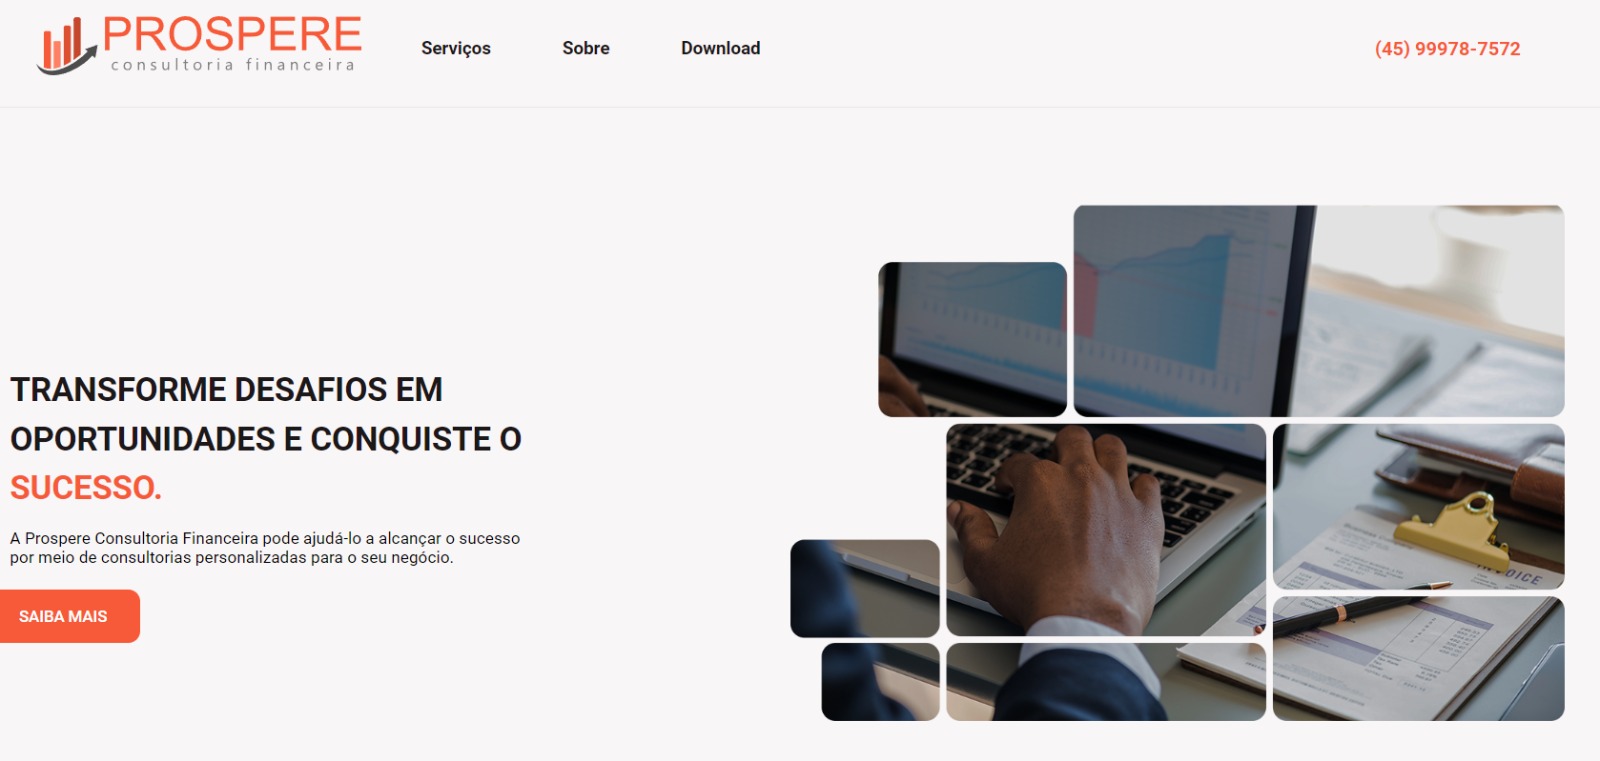 PROSPERE
consultoria financeira
Serviços
Sobre
Download
(45) 99978-7572
TRANSFORME DESAFIOS EM
OPORTUNIDADES E CONQUISTE O
SUCESSO.
A Prospere Consultoria Financeira pode ajudá-lo a alcançar o sucesso
por meio de consultorias personalizadas para o seu negócio.
SAIBA MAIS